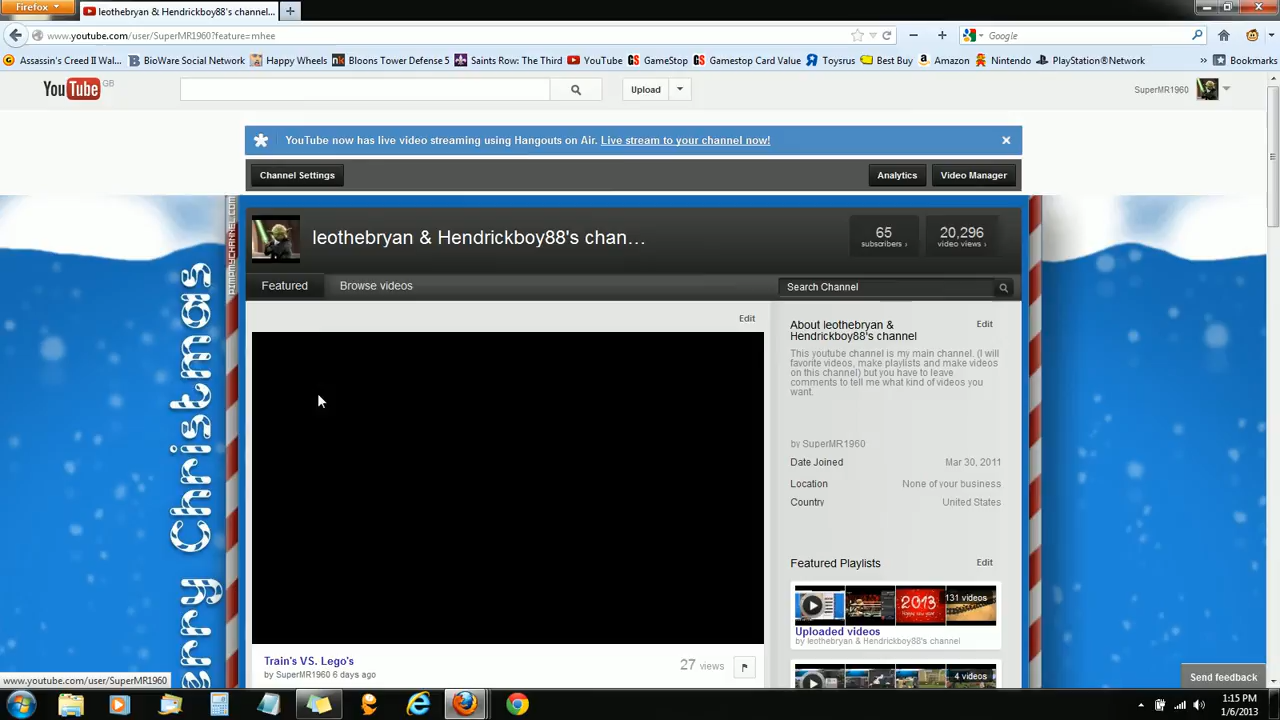 Firefox
leothebryan & Hendrickboy88's channel...
www.youtube.com/user/SuperMR1960?feature=mhee
Google
Assassin's Creed II Wal... BioWare Social Network Happy Wheels Bloons Tower Defense 5 Saints Row: The Third YouTube GameStop Gamestop Card Value Toysrus Best Buy Amazon Nintendo PlayStation®Network » Bookmarks
YouTube GB
Upload
SuperMR1960
YouTube now has live video streaming using Hangouts on Air. Live stream to your channel now!
Channel Settings Analytics Video Manager
PIMPMYCHANNEL.COM
leothebryan & Hendrickboy88's chan...
65
subscribers ›
20,296
video views ›
Featured Browse videos Search Channel
Edit
About leothebryan &
Hendrickboy88's channel
Edit
This youtube channel is my main channel. (I will
favorite videos, make playlists and make videos
on this channel) but you have to leave
comments to tell me what kind of videos you
want.
by SuperMR1960
Date Joined Mar 30, 2011
Location None of your business
Country United States
Featured Playlists Edit
131 videos
2013
Uploaded videos
by leothebryan & Hendrickboy88's channel
4 videos
Train's VS. Lego's
by SuperMR1960 6 days ago
27 views
erry Christmas
Send feedback
www.youtube.com/user/SuperMR1960
1:15 PM
1/6/2013